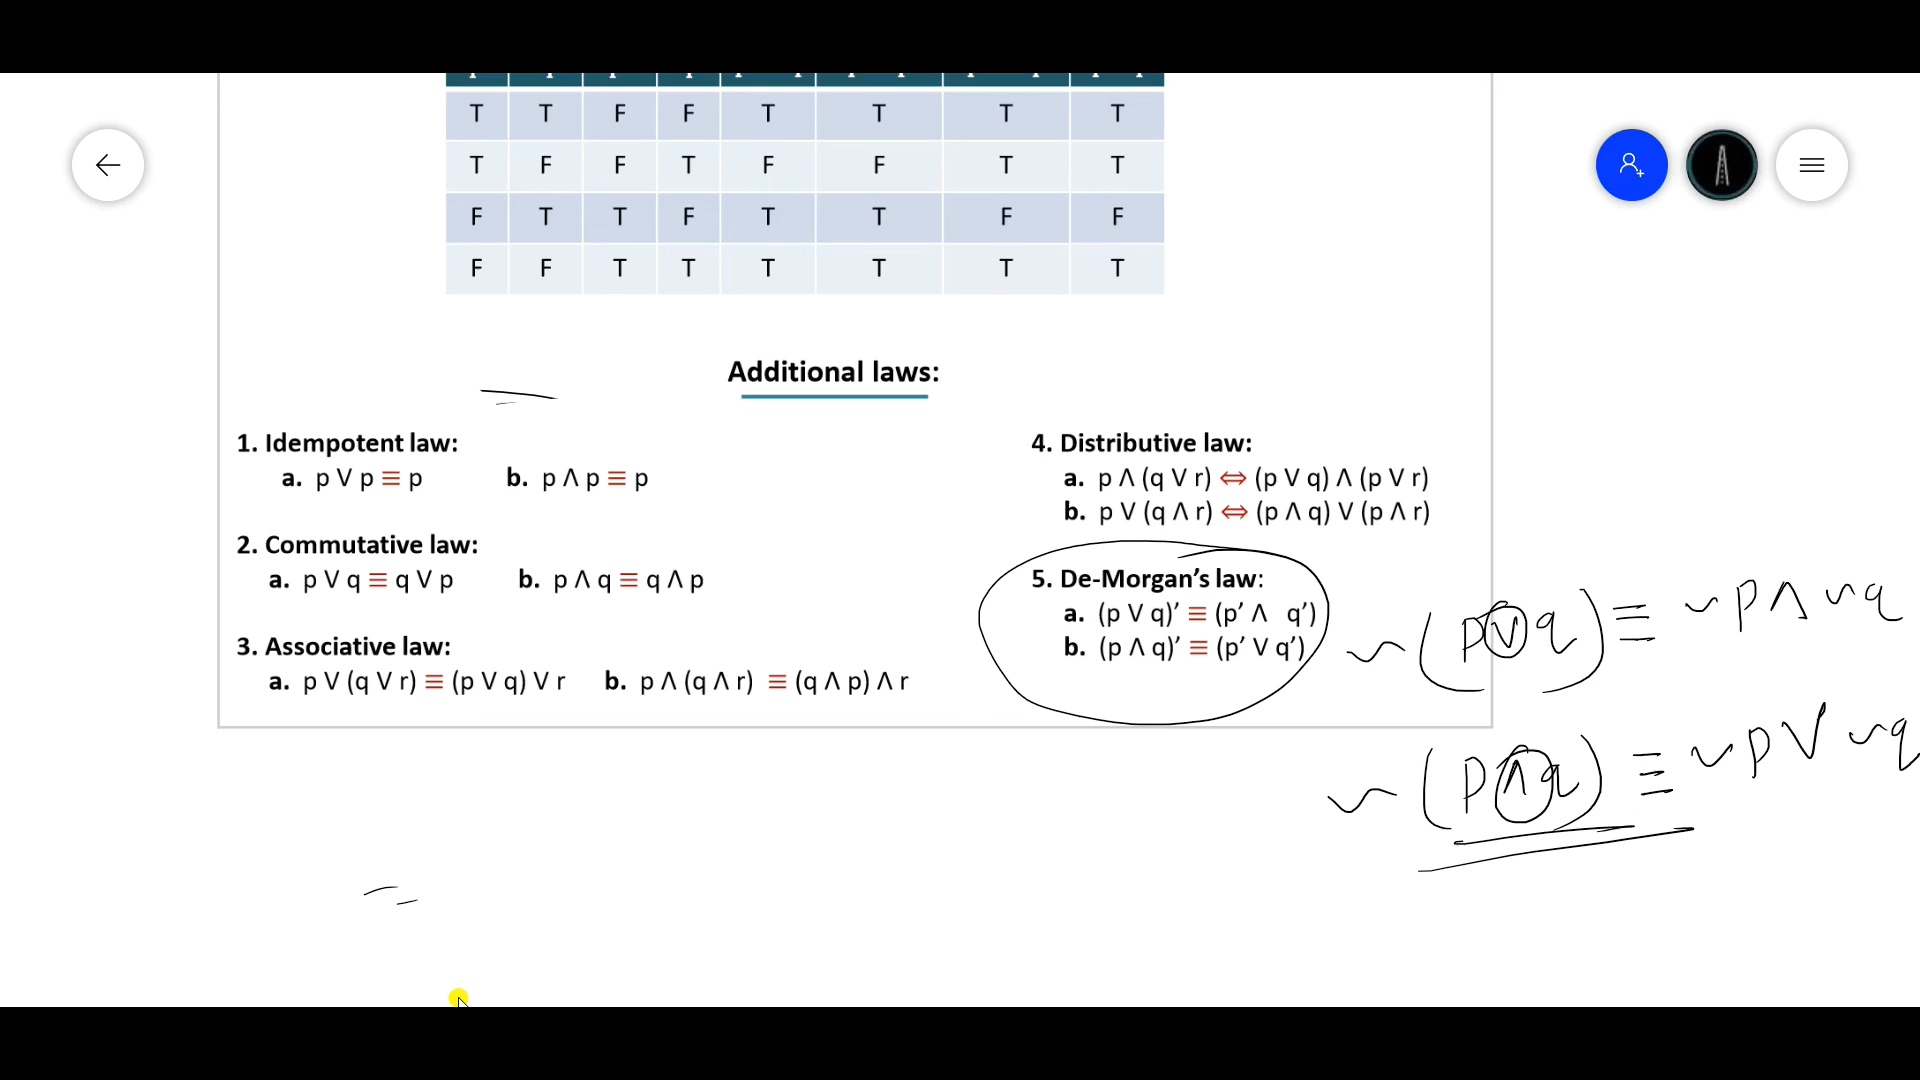 T T F F T T T T
T F F T F F T T
F T T F T T F F
F F T T T T T T
Additional laws:
1. Idempotent law:
a. p V p ≡ p b. p Λ p ≡ p
2. Commutative law:
a. p V q ≡ q V p b. p Λ q ≡ q Λ p
3. Associative law:
a. p V (q V r) ≡ (p V q) V r b. p Λ (q Λ r) ≡ (q Λ p) Λ r
4. Distributive law:
a. p Λ (q V r) ⇔ (p V q) Λ (p V r)
b. p V (q Λ r) ⇔ (p Λ q) V (p Λ r)
5. De-Morgan’s law:
a. (p V q)’ ≡ (p’ Λ q’)
b. (p Λ q)’ ≡ (p’ V q’)
~(p V q) ≡ ~p Λ ~q
~(p Λ q) ≡ ~p V ~q